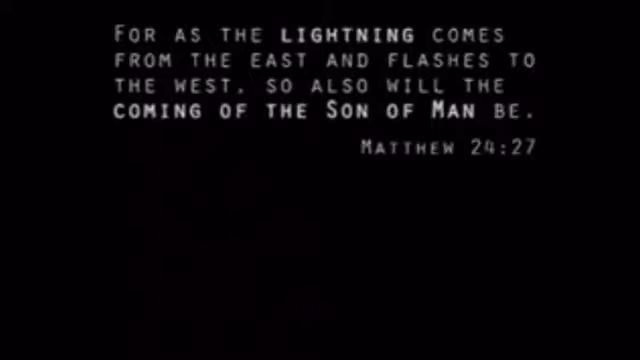 For as the lightning comes
from the east and flashes to
the west, so also will the
coming of the Son of Man be.
Matthew 24:27